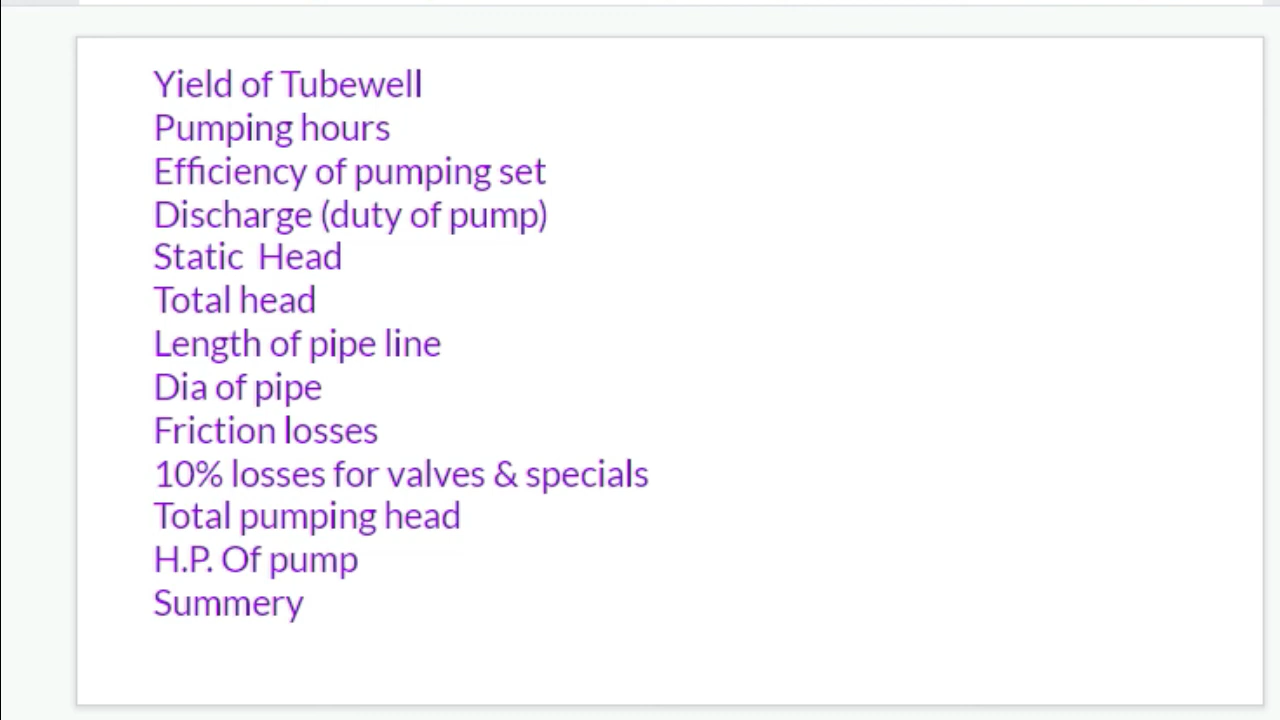 Yield of Tubewell
Pumping hours
Efficiency of pumping set
Discharge (duty of pump)
Static  Head
Total head
Length of pipe line
Dia of pipe
Friction losses
10% losses for valves & specials
Total pumping head
H.P. Of pump
Summery